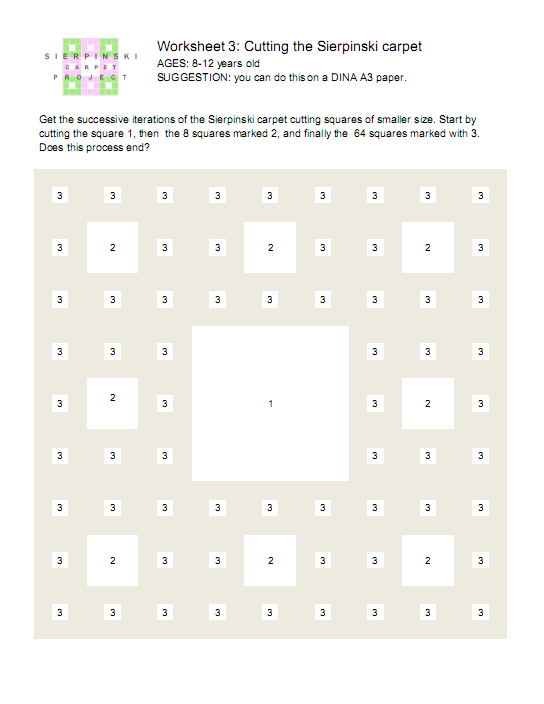 SIERPINSKI
CARPET
PROJECT
Worksheet 3: Cutting the Sierpinski carpet
AGES: 8-12 years old
SUGGESTION: you can do this on a DINA A3 paper.
Get the successive iterations of the Sierpinski carpet cutting squares of smaller size. Start by
cutting the square 1, then the 8 squares marked 2, and finally the 64 squares marked with 3.
Does this process end?
3 3 3 3 3 3 3 3 3
3 2 3 3 2 3 3 2 3
3 3 3 3 3 3 3 3 3
3 3 3 3 3 3
3 2 3 1 3 2 3
3 3 3 3 3 3
3 3 3 3 3 3 3 3 3
3 2 3 3 2 3 3 2 3
3 3 3 3 3 3 3 3 3